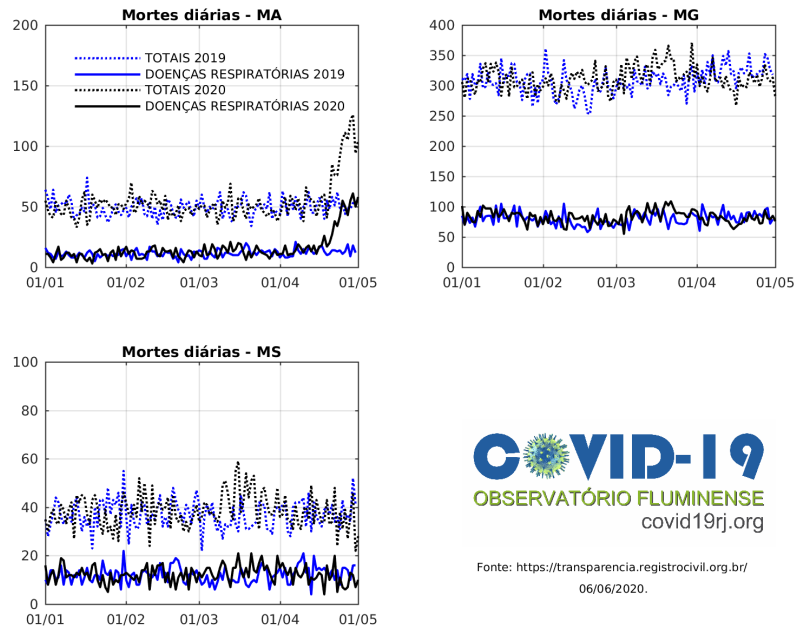 Mortes diárias - MA
200
150
100
50
0
01/01 01/02 01/03 01/04 01/05
TOTAIS 2019
DOENÇAS RESPIRATÓRIAS 2019
TOTAIS 2020
DOENÇAS RESPIRATÓRIAS 2020
Mortes diárias - MG
400
350
300
250
200
150
100
50
0
01/01 01/02 01/03 01/04 01/05
Mortes diárias - MS
100
80
60
40
20
0
01/01 01/02 01/03 01/04 01/05
COVID-19
OBSERVATÓRIO FLUMINENSE
covid19rj.org
Fonte: https://transparencia.registrocivil.org.br/
06/06/2020.